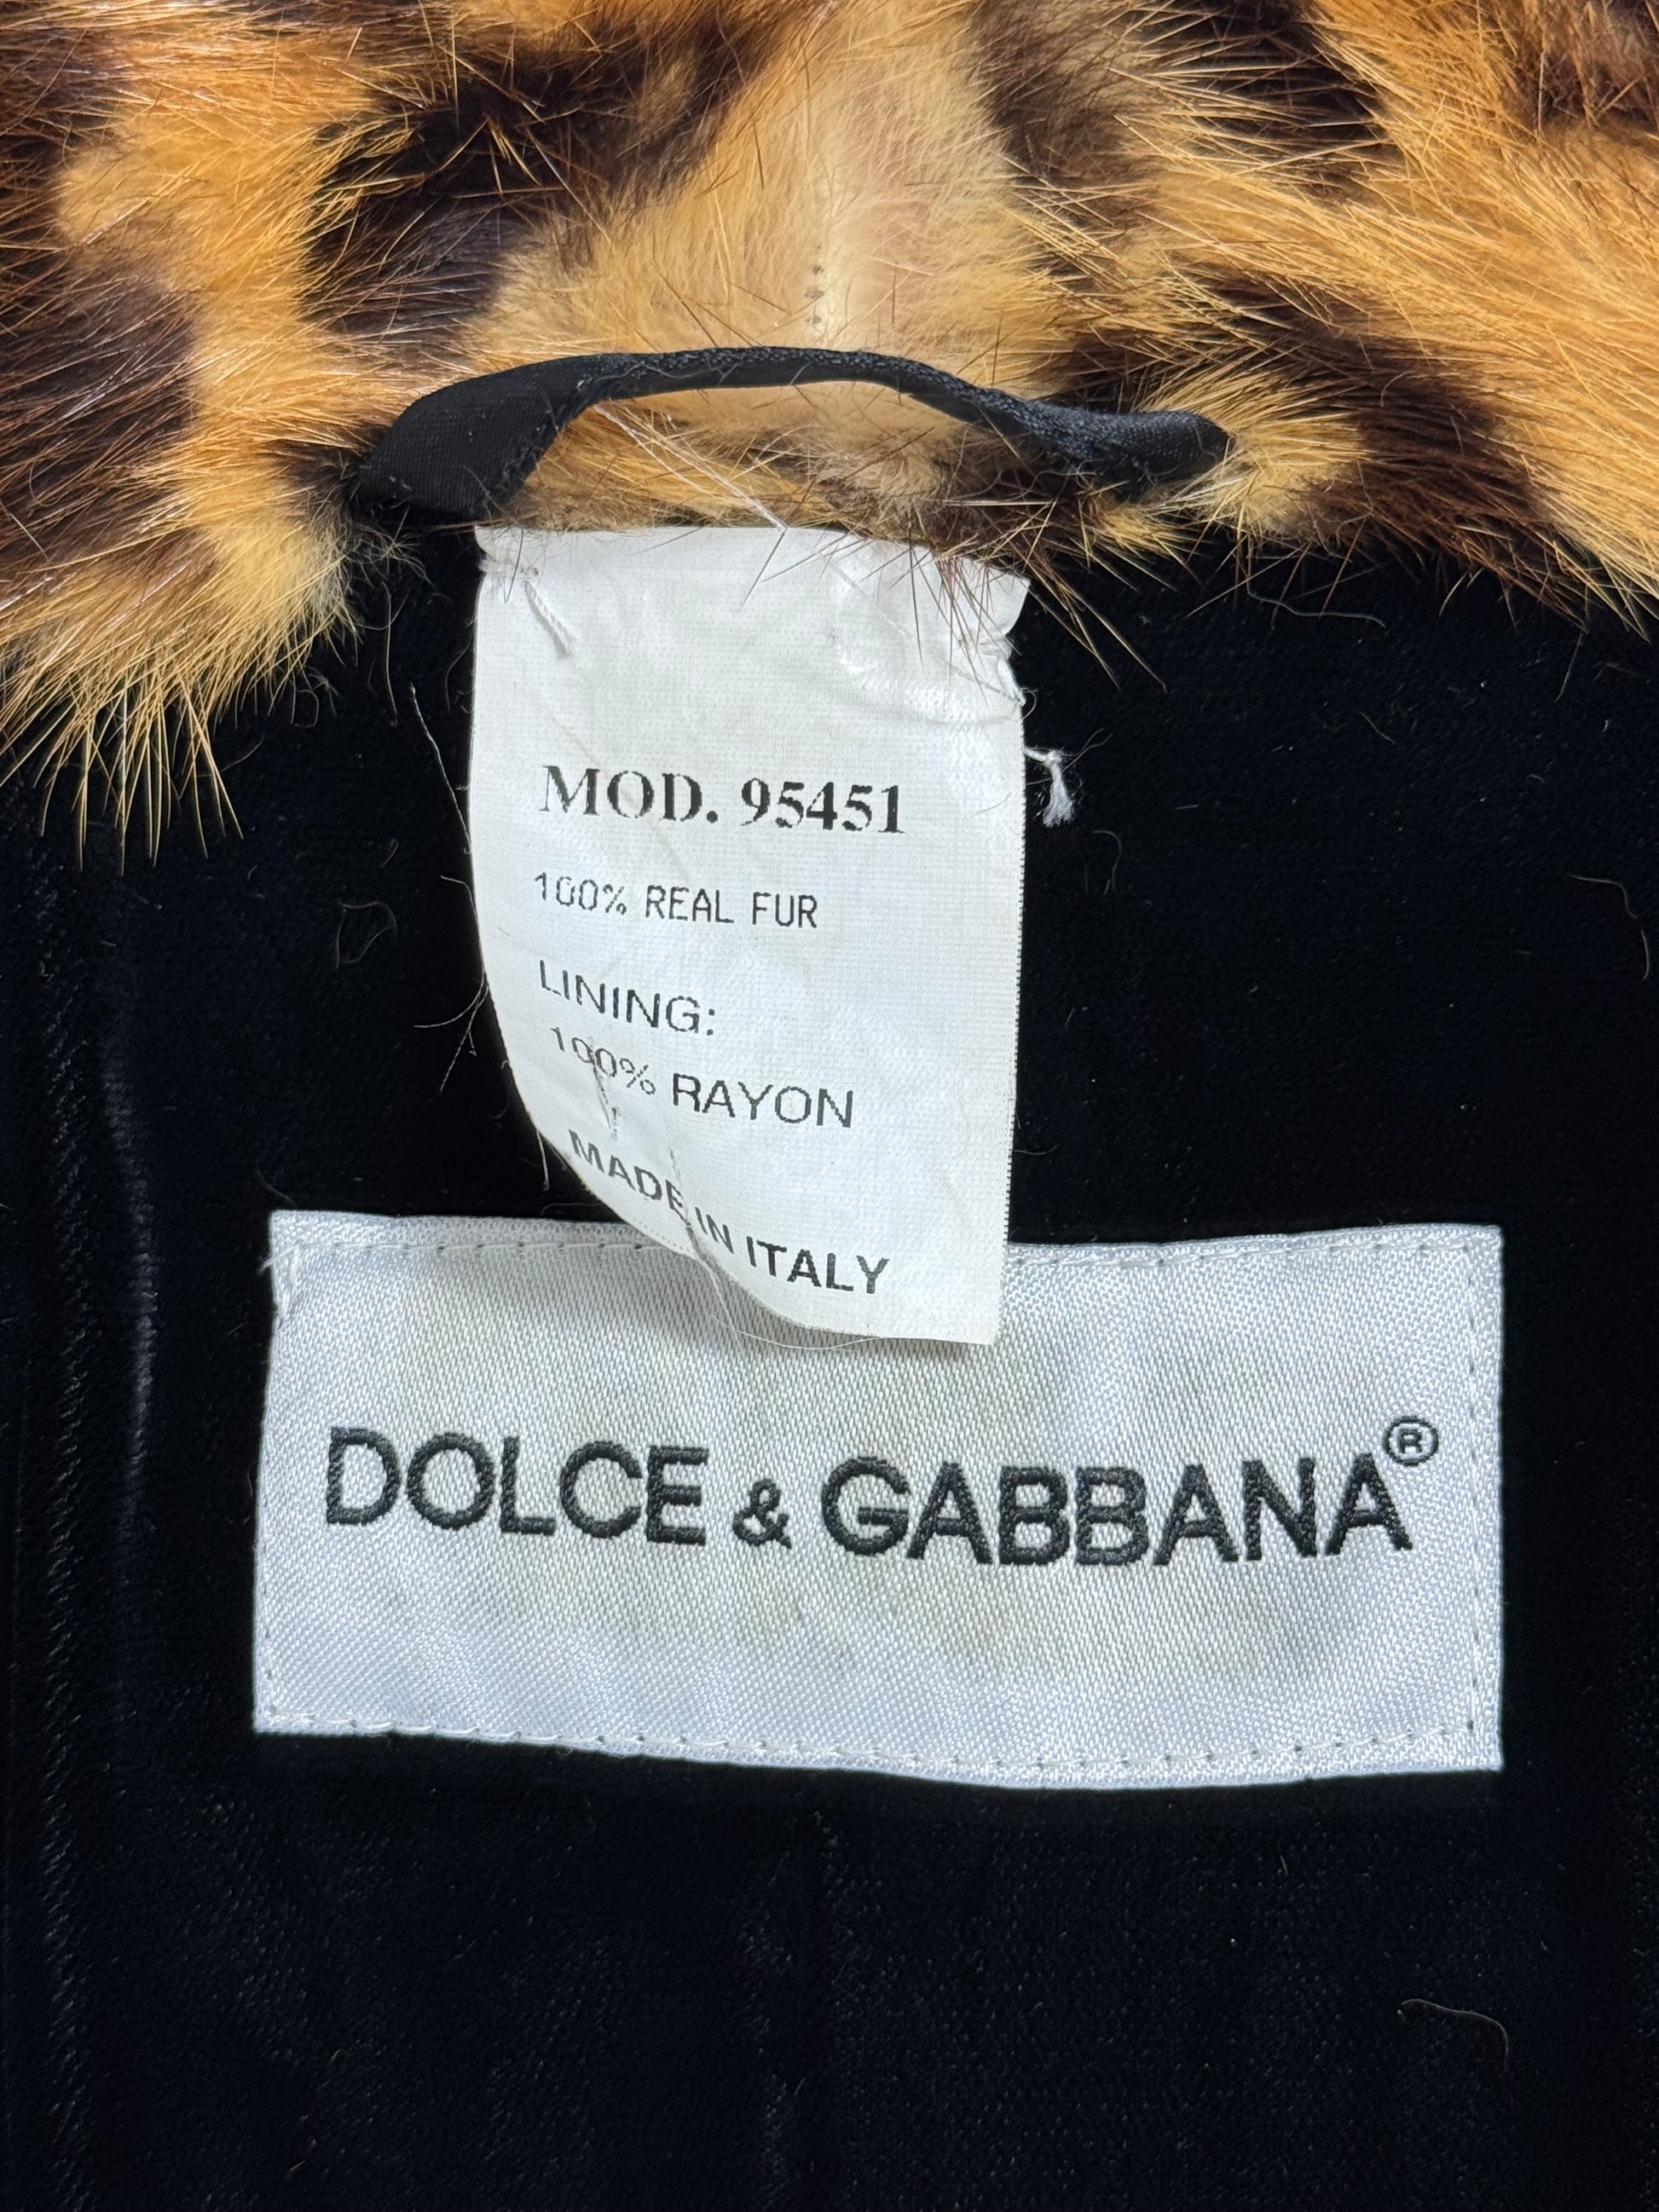 MOD. 95451
100% REAL FUR
LINING:
100% RAYON
MADE IN ITALY
DOLCE & GABBANA®